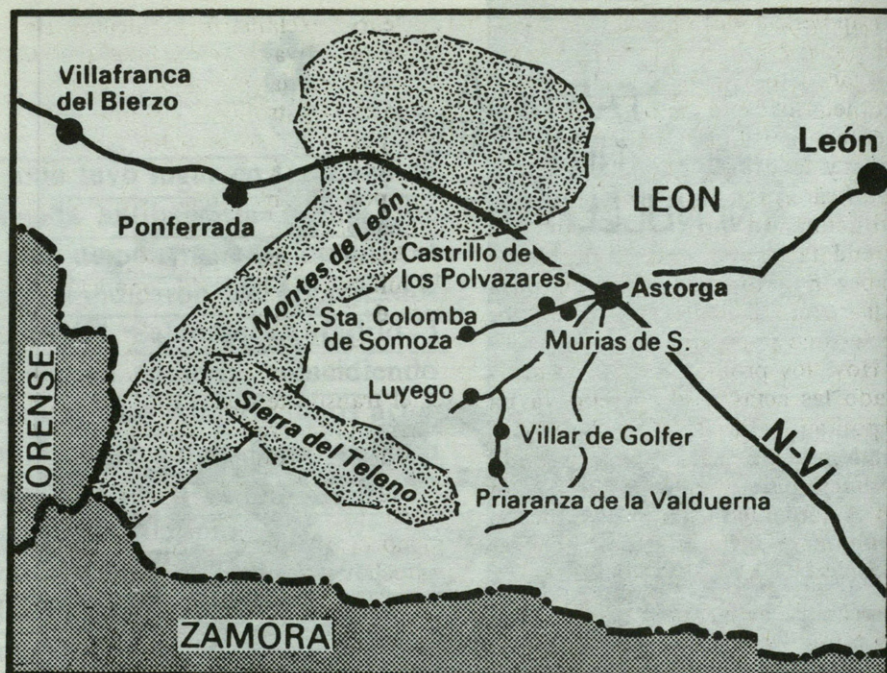 Villafranca
del Bierzo
León
LEON
Ponferrada
Montes de León
Castrillo de
los Polvazares
Astorga
Sta. Colomba
de Somoza
Murias de S.
Luyego
Sierra del Teleno
Villar de Golfer
N-VI
ORENSE
Priaranza de la Valduerna
ZAMORA